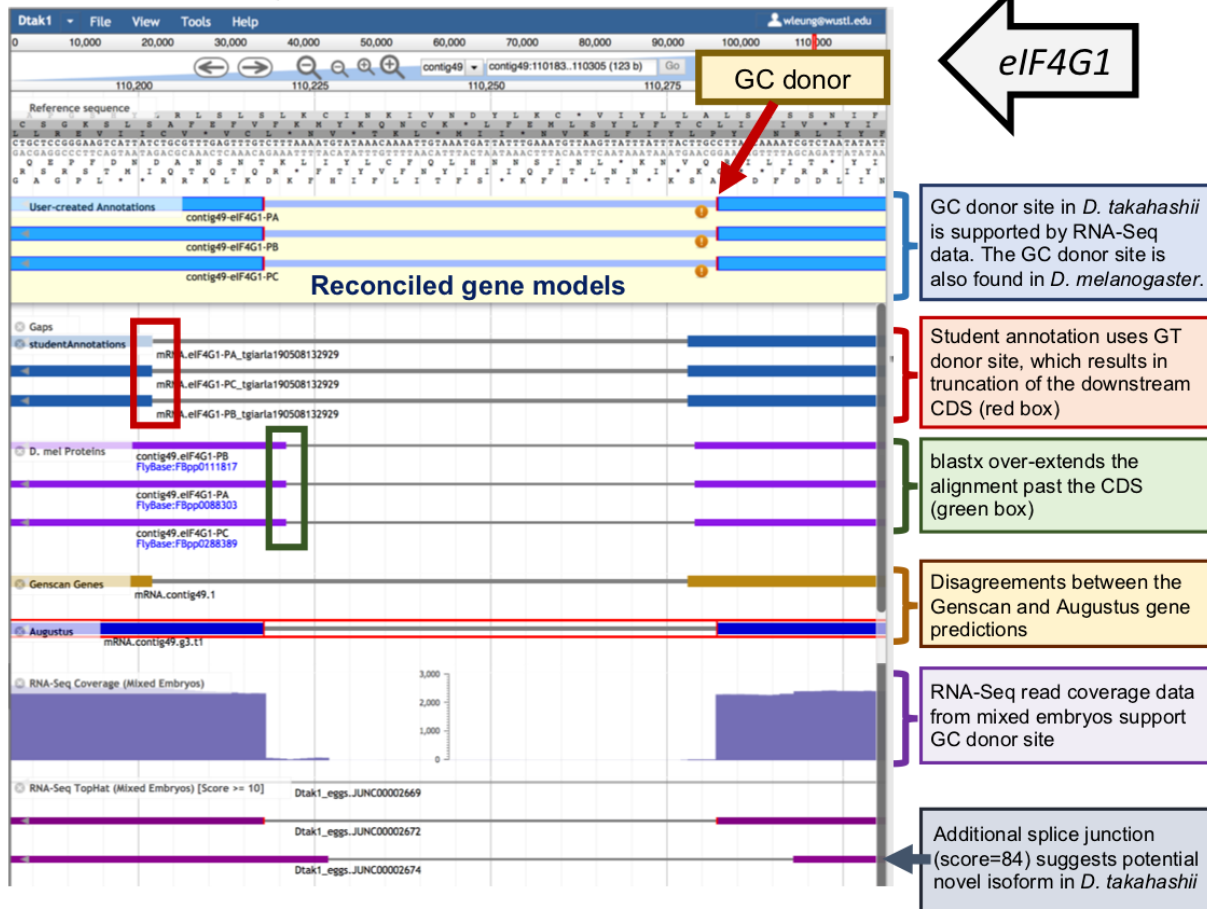 Dtak1 File View Tools Help wleung@wustl.edu
0 10,000 20,000 30,000 40,000 50,000 60,000 70,000 80,000 90,000 100,000 110,000
contig49 contig49:110183..110305 (123 b) Go
110,200 110,225 110,250 110,275
GC donor
eIF4G1
Reference sequence
User-created Annotations
contig49-eIF4G1-PA
contig49-eIF4G1-PB
contig49-eIF4G1-PC
Reconciled gene models
GC donor site in D. takahashii
is supported by RNA-Seq
data. The GC donor site is
also found in D. melanogaster.
Gaps
studentAnnotations
mRNA.eIF4G1-PA_tgiarla190508132929
mRNA.eIF4G1-PC_tgiarla190508132929
mRNA.eIF4G1-PB_tgiarla190508132929
Student annotation uses GT
donor site, which results in
truncation of the downstream
CDS (red box)
D. mel Proteins
contig49.eIF4G1-PB
FlyBase:FBpp0111817
contig49.eIF4G1-PA
FlyBase:FBpp0088303
contig49.eIF4G1-PC
FlyBase:FBpp0288389
blastx over-extends the
alignment past the CDS
(green box)
Genscan Genes
mRNA.contig49.1
Augustus
mRNA.contig49.g3.t1
Disagreements between the
Genscan and Augustus gene
predictions
RNA-Seq Coverage (Mixed Embryos)
3,000
2,000
1,000
0
RNA-Seq read coverage data
from mixed embryos support
GC donor site
RNA-Seq TopHat (Mixed Embryos) [Score >= 10]
Dtak1_eggs.JUNC00002669
Dtak1_eggs.JUNC00002672
Dtak1_eggs.JUNC00002674
Additional splice junction
(score=84) suggests potential
novel isoform in D. takahashii